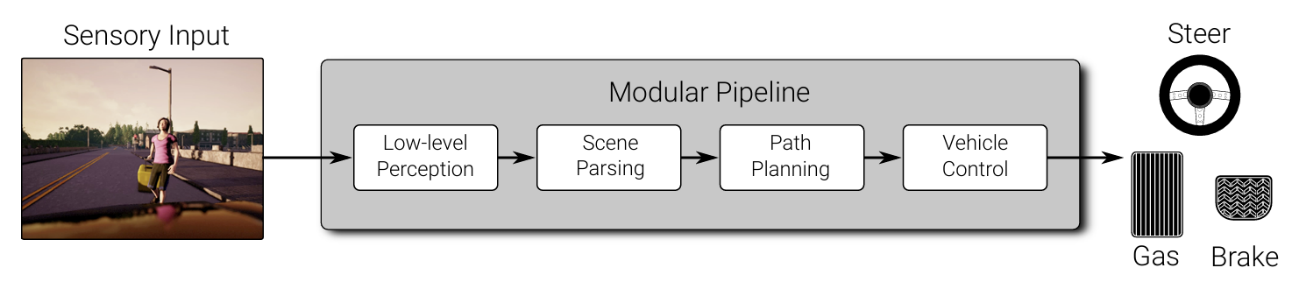 Sensory Input
Modular Pipeline
Low-level
Perception
Scene
Parsing
Path
Planning
Vehicle
Control
Steer
Gas
Brake